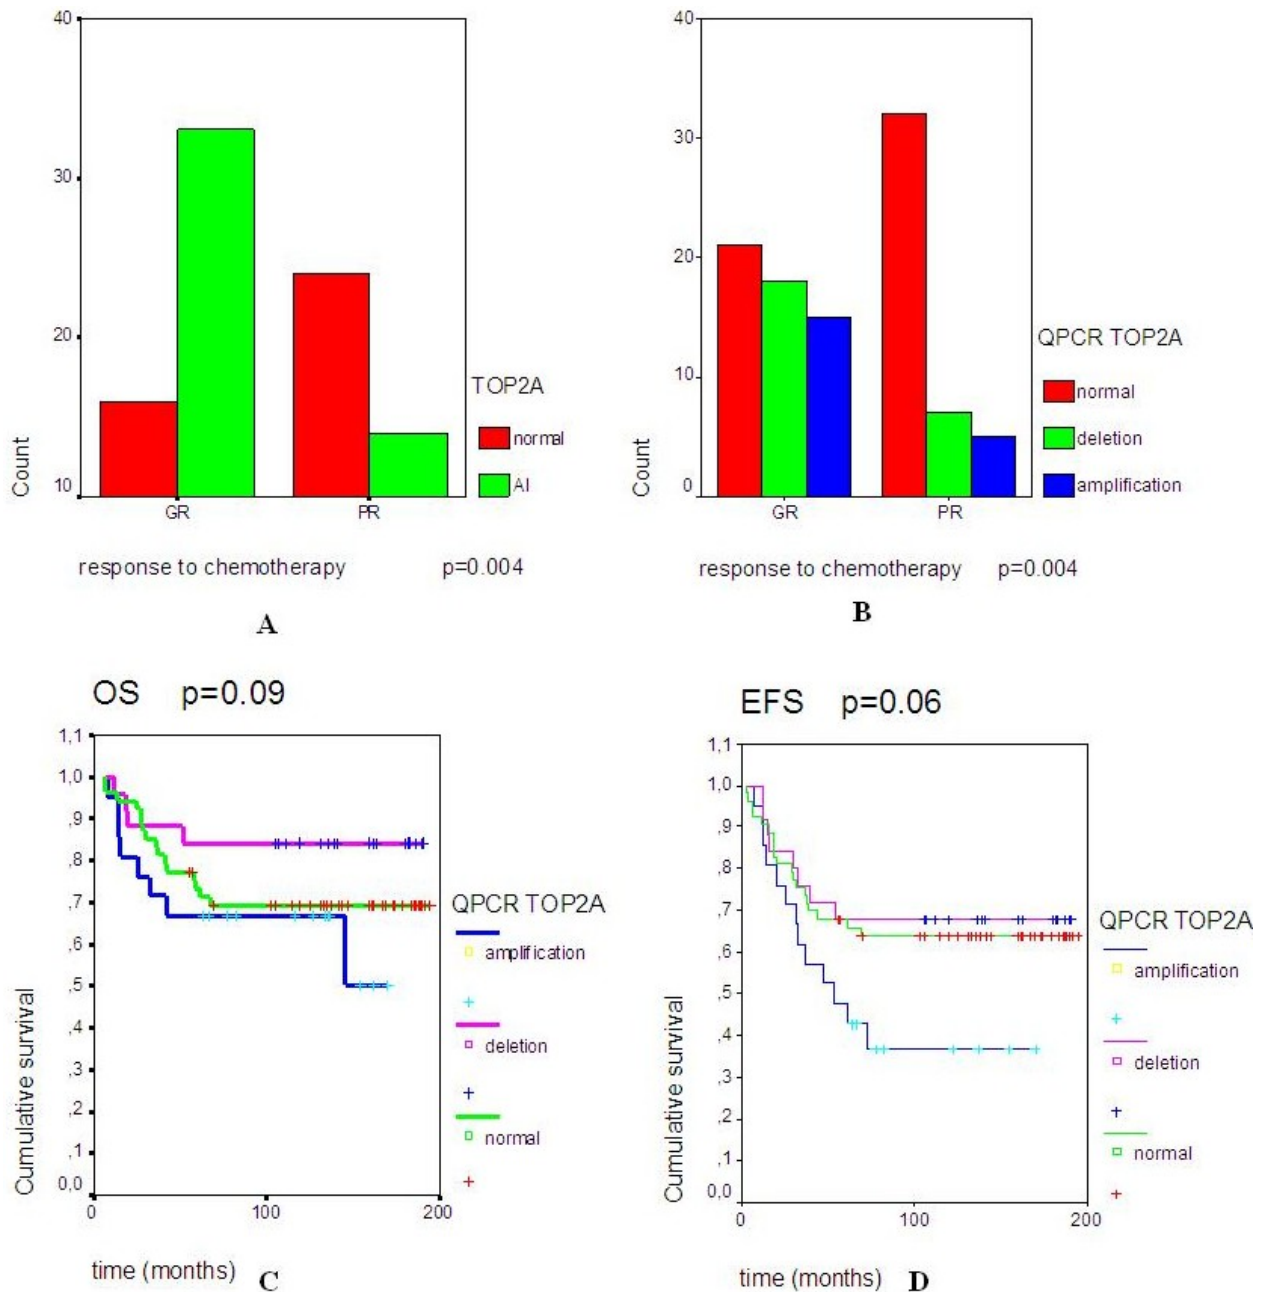 40
30
20
10
Count
GR PR
response to chemotherapy p=0.004
TOP2A
normal
AI
A
40
30
20
10
0
Count
GR PR
response to chemotherapy p=0.004
QPCR TOP2A
normal
deletion
amplification
B
OS p=0.09
1,1
1,0
,9
,8
,7
,6
,5
,4
,3
,2
,1
0,0
Cumulative survival
0 100 200
time (months)
QPCR TOP2A
amplification
deletion
normal
C
EFS p=0.06
1,1
1.0
,9
,8
,7
,6
,5
,4
,3
,2
,1
0.0
Cumulative survival
0 100 200
time (months)
QPCR TOP2A
amplification
deletion
normal
D